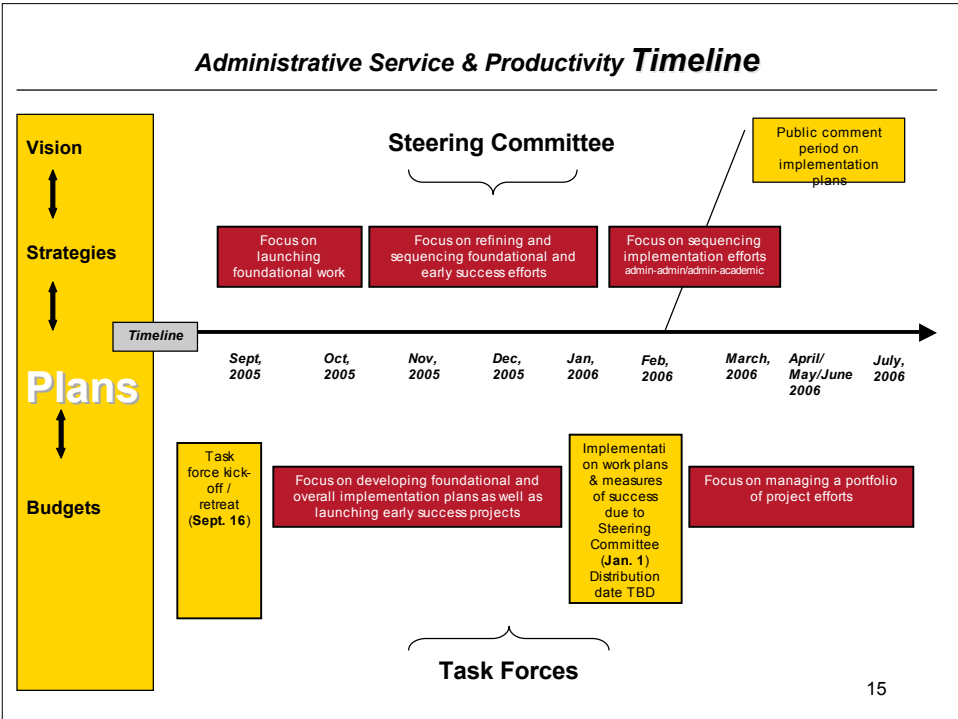 Administrative Service & Productivity Timeline
Vision
Strategies
Plans
Budgets
Steering Committee
Public comment
period on
implementation
plans
Focus on
launching
foundational work
Focus on refining and
sequencing foundational and
early success efforts
Focus on sequencing
implementation efforts
admin-admin/admin-academic
Timeline
Sept,
2005
Oct,
2005
Nov,
2005
Dec,
2005
Jan,
2006
Feb,
2006
March,
2006
April/
May/June
2006
July,
2006
Task
force kick-
off /
retreat
(Sept. 16)
Focus on developing foundational and
overall implementation plans as well as
launching early success projects
Implementati
on work plans
& measures
of success
due to
Steering
Committee
(Jan. 1)
Distribution
date TBD
Focus on managing a portfolio
of project efforts
Task Forces
15